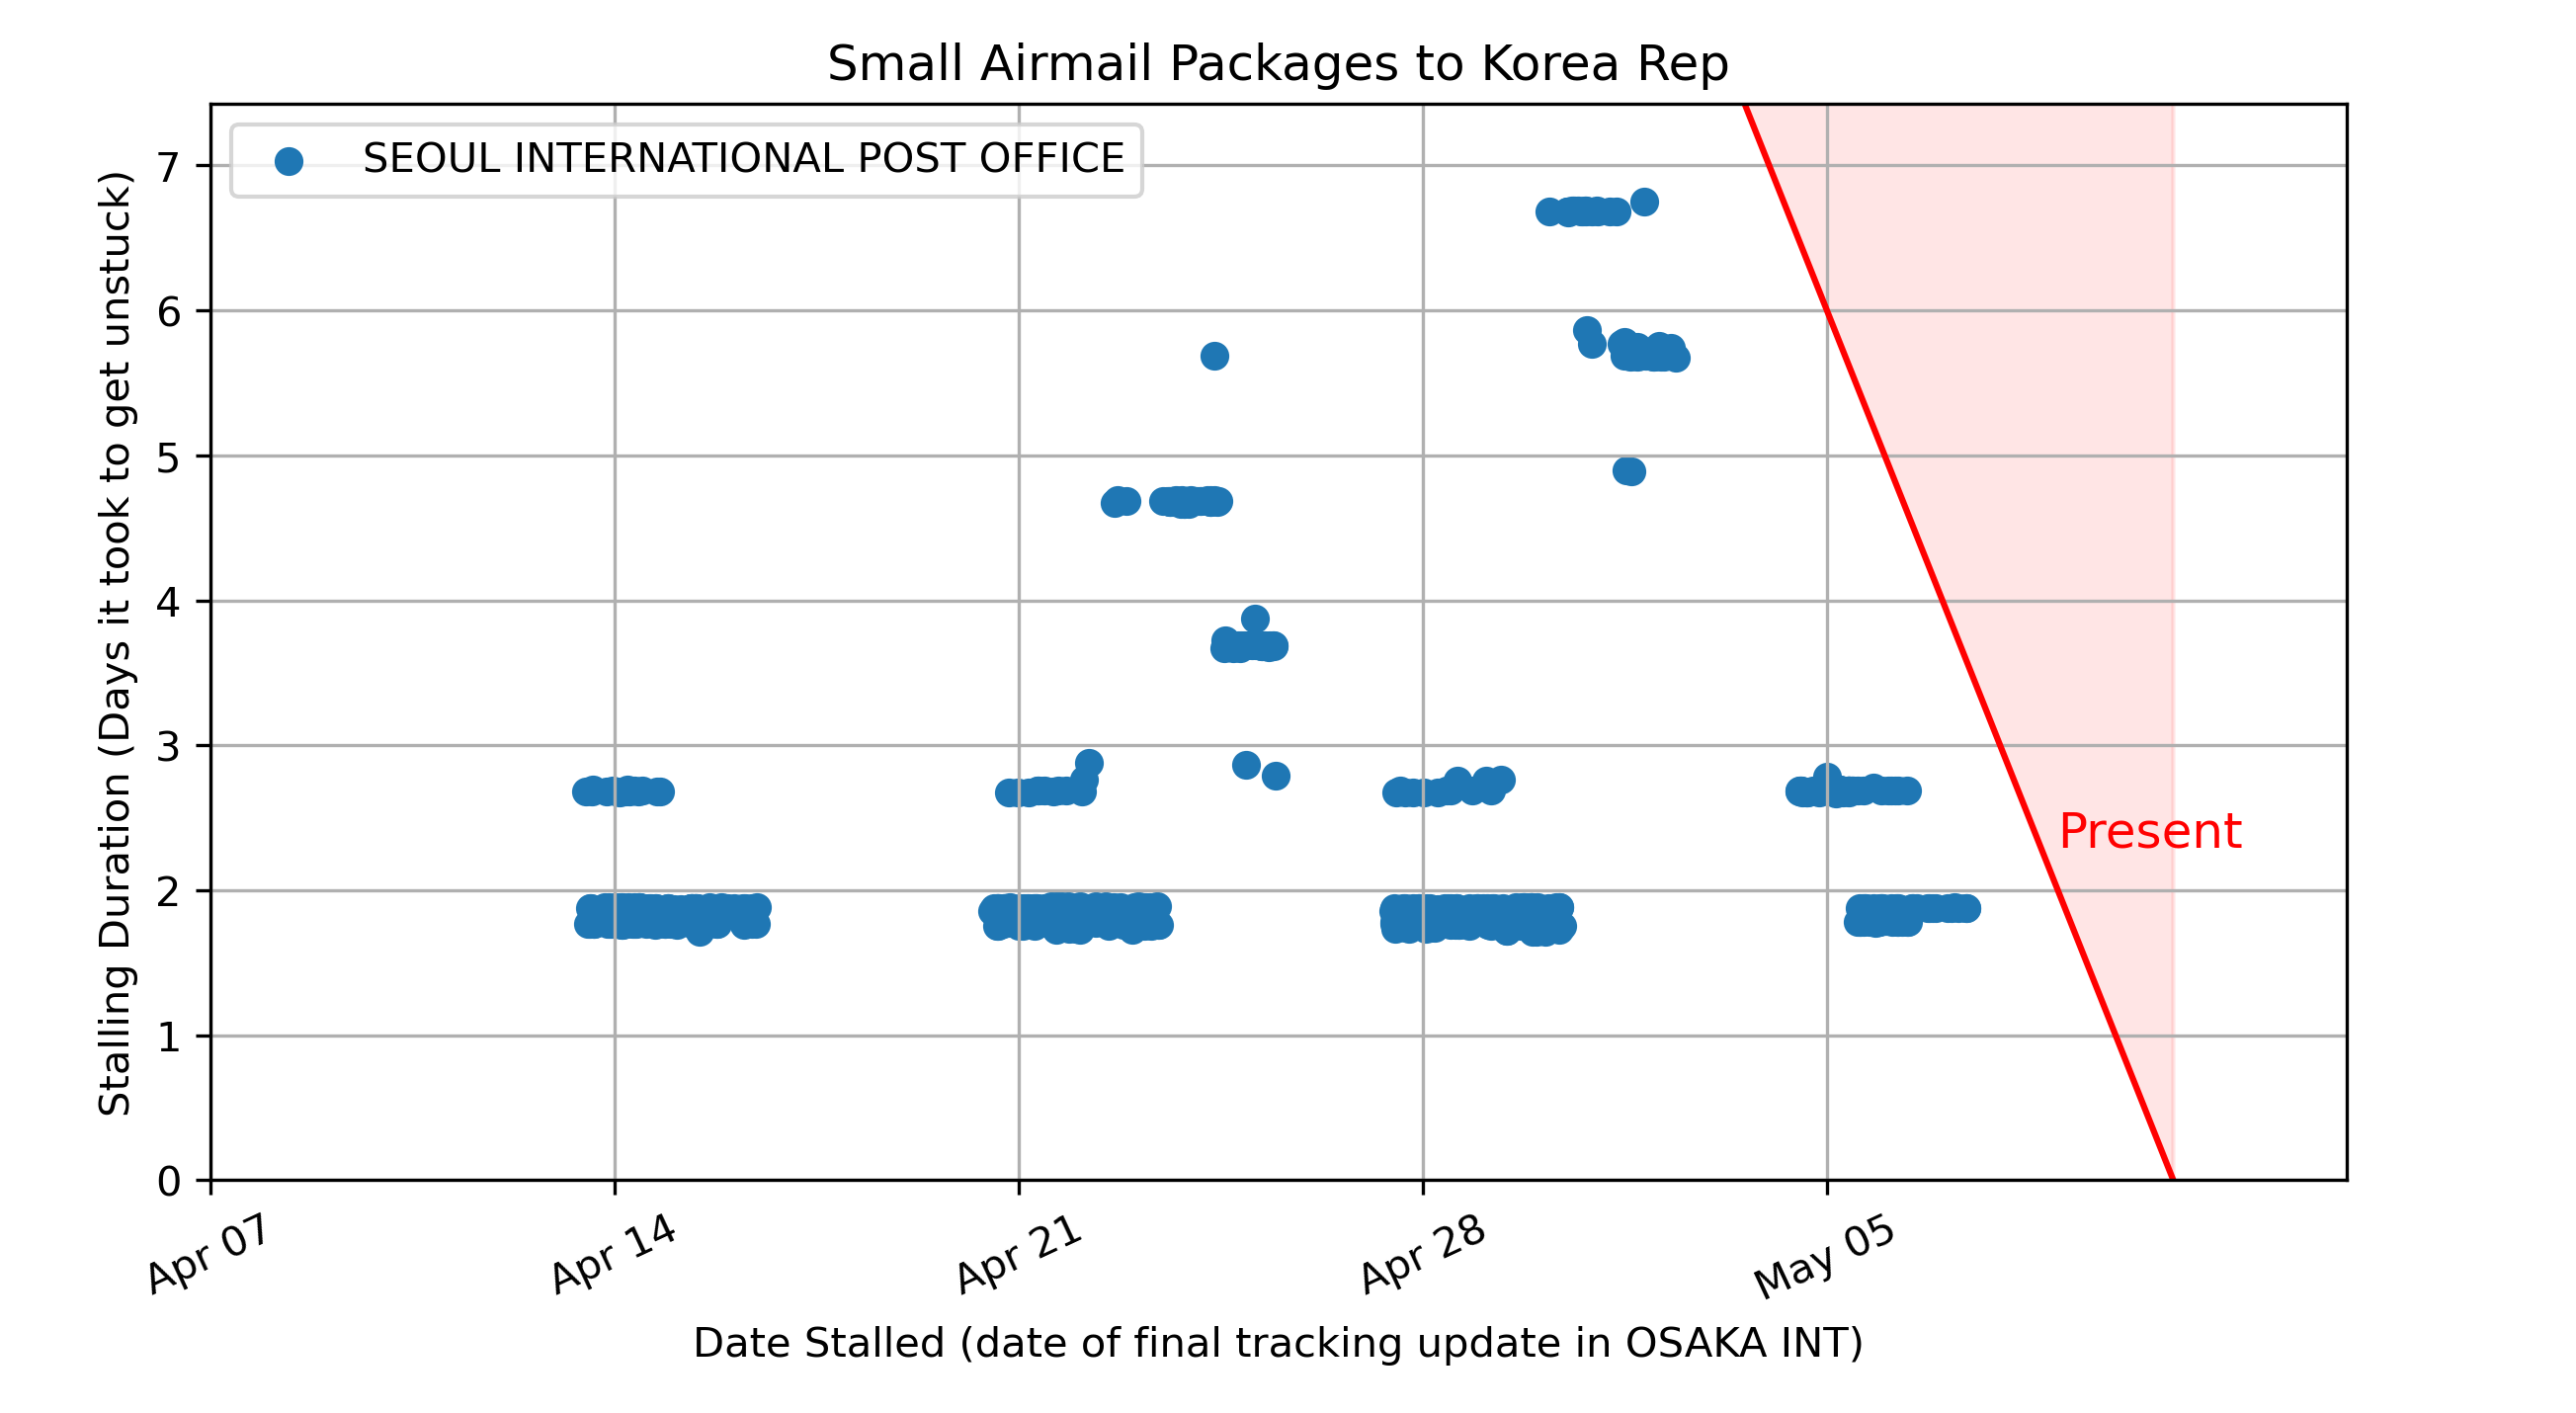 Small Airmail Packages to Korea Rep
SEOUL INTERNATIONAL POST OFFICE
Stalling Duration (Days it took to get unstuck)
7
6
5
4
3
2
1
0
Present
Apr 07
Apr 14
Apr 21
Apr 28
May 05
Date Stalled (date of final tracking update in OSAKA INT)